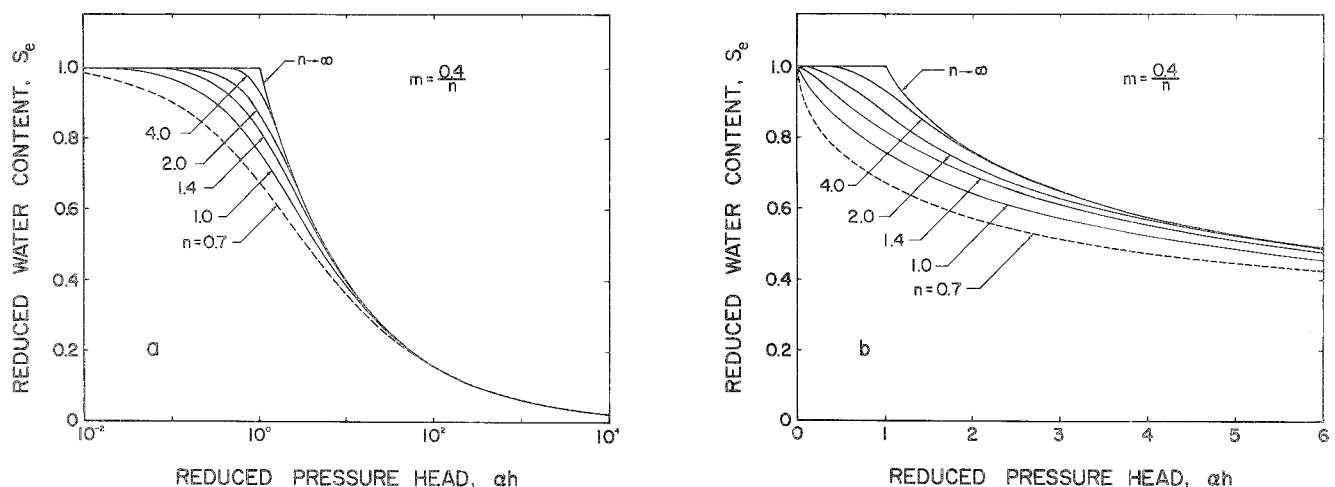 REDUCED WATER CONTENT, Sₑ
1.0
0.8
0.6
0.4
0.2
0
10⁻²
10⁰
10²
10⁴
n→∞
m = 0.4/n
4.0
2.0
1.4
1.0
n=0.7
a
REDUCED PRESSURE HEAD, αh
REDUCED WATER CONTENT, Sₑ
1.0
0.8
0.6
0.4
0.2
0
0
1
2
3
4
5
6
n→∞
m = 0.4/n
4.0
2.0
1.4
1.0
n=0.7
b
REDUCED PRESSURE HEAD, αh